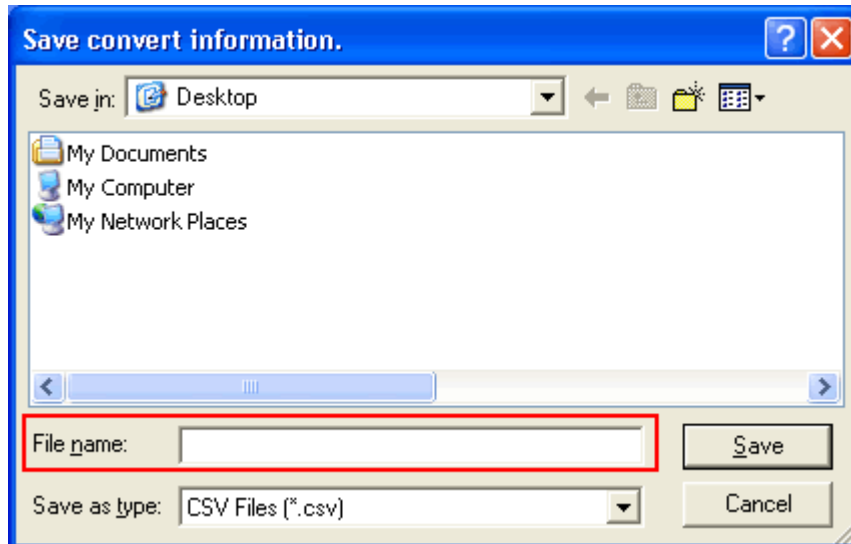 Save convert information.
Save in: Desktop
My Documents
My Computer
My Network Places
File name:
Save
Save as type: CSV Files (*.csv)
Cancel